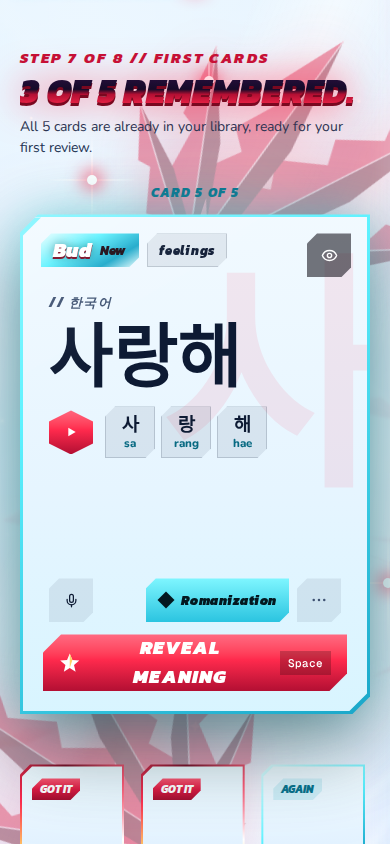 STEP 7 OF 8 // FIRST CARDS
3 OF 5 REMEMBERED.
All 5 cards are already in your library, ready for your
first review.
CARD 5 OF 5
Bud New
feelings
// 한국어
사랑해
사
사 랑 해
sa rang hae
Romanization
REVEAL
MEANING
Space
GOT IT
GOT IT
AGAIN